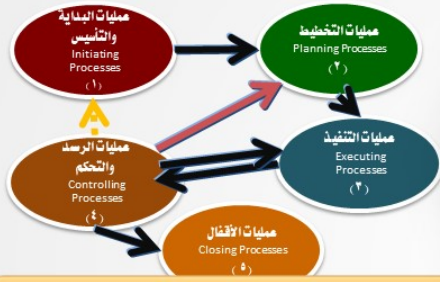 عمليات البداية
والتأسيس
Initiating
Processes
(١)
عمليات التخطيط
Planning Processes
(٢)
عمليات التنفيذ
Executing
Processes
(٣)
عمليات الرسد
والتحكم
Controlling
Processes
(٤)
عمليات الأقفال
Closing Processes
(٥)